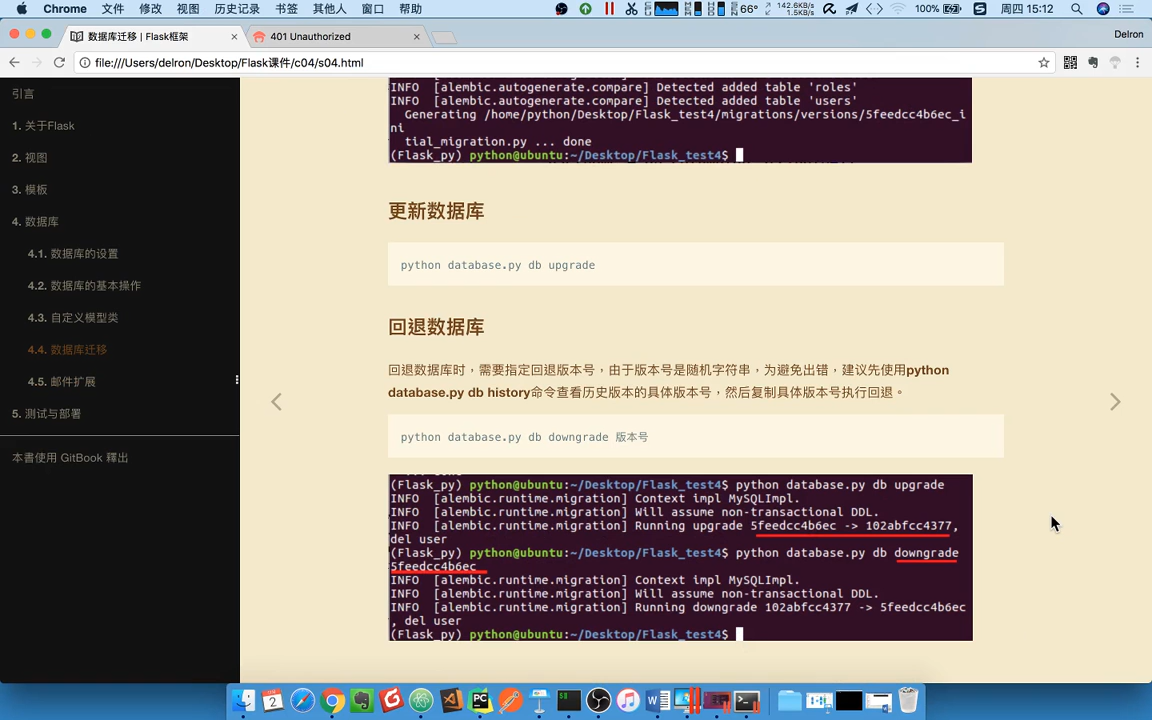 Chrome 文件 修改 视图 历史记录 书签 其他人 窗口 帮助
66° 142.6KB/s 1.5KB/s 100% 周四 15:12
数据库迁移 | Flask框架 401 Unauthorized Delron
file:///Users/delron/Desktop/Flask课件/c04/s04.html
引言
1. 关于Flask
2. 视图
3. 模板
4. 数据库
4.1. 数据库的设置
4.2. 数据库的基本操作
4.3. 自定义模型类
4.4. 数据库迁移
4.5. 邮件扩展
5. 测试与部署
本書使用 GitBook 釋出
INFO [alembic.autogenerate.compare] Detected added table 'roles'
INFO [alembic.autogenerate.compare] Detected added table 'users'
Generating /home/python/Desktop/Flask_test4/migrations/versions/5feedcc4b6ec_i
ni
tial_migration.py ... done
(Flask_py) python@ubuntu:~/Desktop/Flask_test4$
更新数据库
python database.py db upgrade
回退数据库
回退数据库时，需要指定回退版本号，由于版本号是随机字符串，为避免出错，建议先使用python
database.py db history命令查看历史版本的具体版本号，然后复制具体版本号执行回退。
python database.py db downgrade 版本号
(Flask_py) python@ubuntu:~/Desktop/Flask_test4$ python database.py db upgrade
INFO [alembic.runtime.migration] Context impl MySQLImpl.
INFO [alembic.runtime.migration] Will assume non-transactional DDL.
INFO [alembic.runtime.migration] Running upgrade 5feedcc4b6ec -> 102abfcc4377,
del user
(Flask_py) python@ubuntu:~/Desktop/Flask_test4$ python database.py db downgrade
5feedcc4b6ec
INFO [alembic.runtime.migration] Context impl MySQLImpl.
INFO [alembic.runtime.migration] Will assume non-transactional DDL.
INFO [alembic.runtime.migration] Running downgrade 102abfcc4377 -> 5feedcc4b6ec
, del user
(Flask_py) python@ubuntu:~/Desktop/Flask_test4$